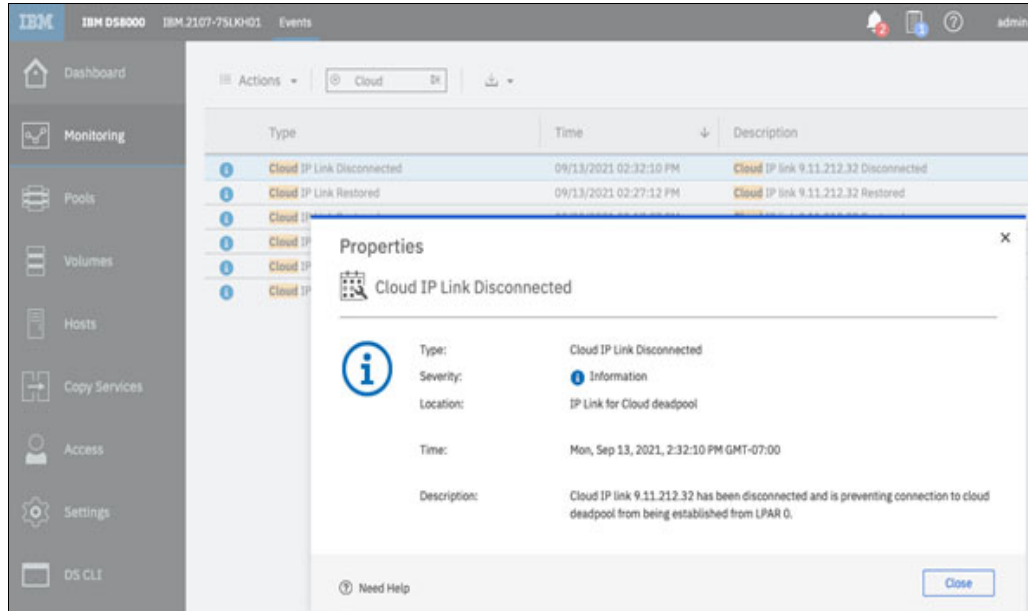 IBM IBM DS8000 IBM.2107-75LKH01 Events 2 1 admin
Dashboard
Monitoring
Pools
Volumes
Hosts
Copy Services
Access
Settings
DS CLI
Actions Cloud
Type Time Description
Cloud IP Link Disconnected 09/13/2021 02:32:10 PM Cloud IP link 9.11.212.32 Disconnected
Cloud IP Link Restored 09/13/2021 02:27:12 PM Cloud IP link 9.11.212.32 Restored
Cloud
Cloud IP
Cloud IP
Cloud IP
Properties
Cloud IP Link Disconnected
Type: Cloud IP Link Disconnected
Severity: Information
Location: IP Link for Cloud deadpool
Time: Mon, Sep 13, 2021, 2:32:10 PM GMT-07:00
Description: Cloud IP link 9.11.212.32 has been disconnected and is preventing connection to cloud
deadpool from being established from LPAR 0.
Need Help Close